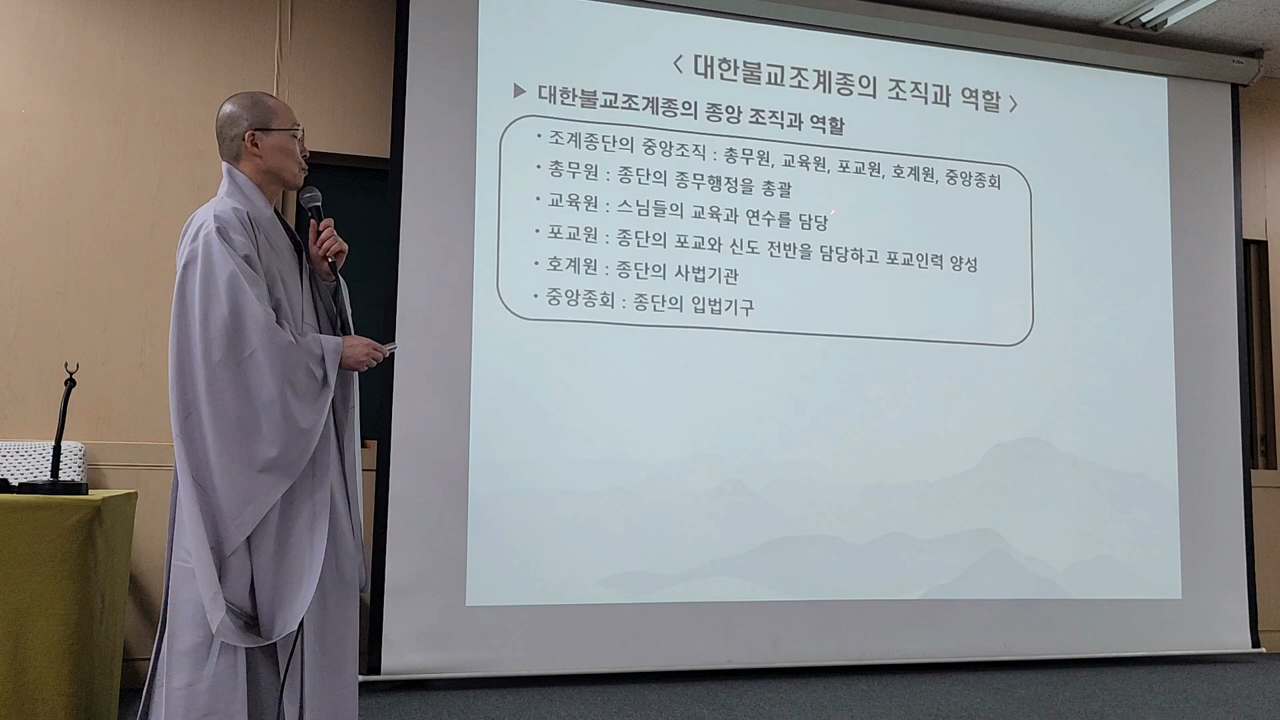 < 대한불교조계종의 조직과 역할 >
▶ 대한불교조계종의 중앙 조직과 역할
· 조계종단의 중앙조직 : 총무원, 교육원, 포교원, 호계원, 중앙종회
· 총무원 : 종단의 종무행정을 총괄
· 교육원 : 스님들의 교육과 연수를 담당
· 포교원 : 종단의 포교와 신도 전반을 담당하고 포교인력 양성
· 호계원 : 종단의 사법기관
· 중앙종회 : 종단의 입법기구